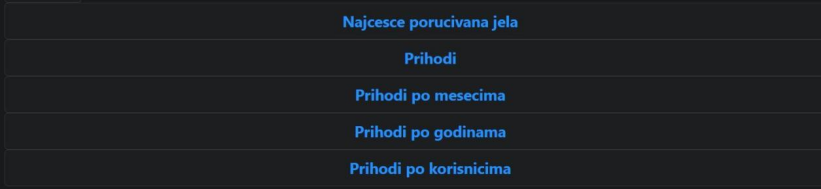 Najcesce porucivana jela
Prihodi
Prihodi po mesecima
Prihodi po godinama
Prihodi po korisnicima